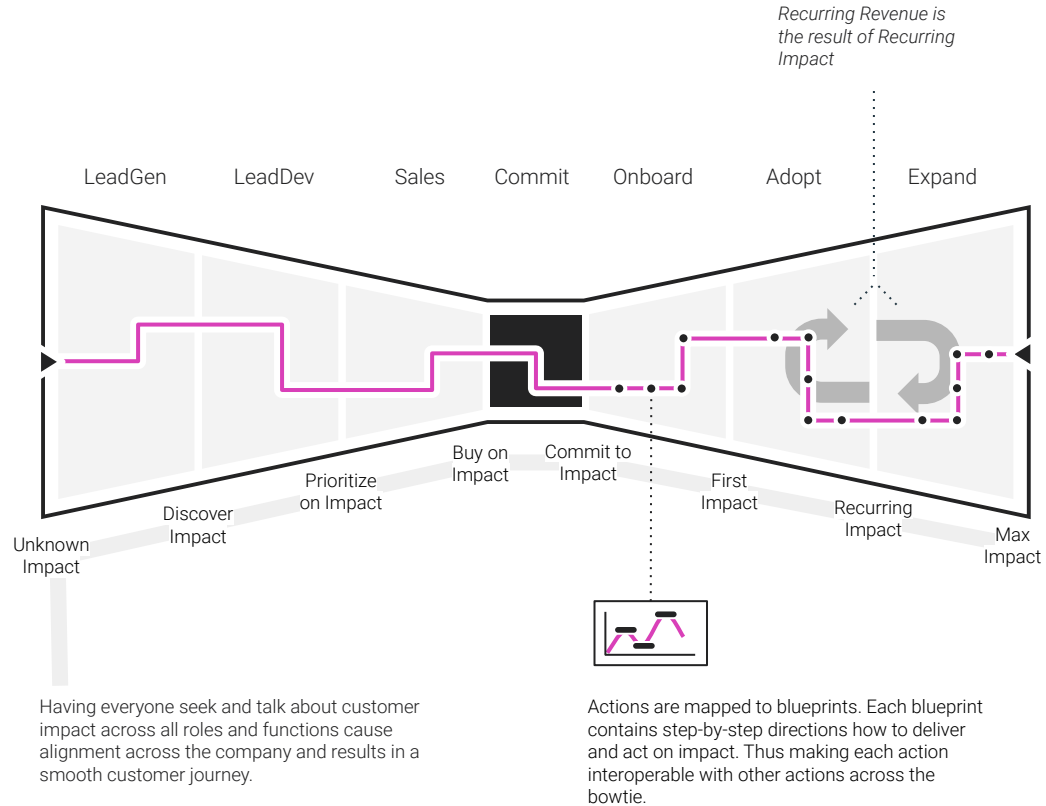 Recurring Revenue is
the result of Recurring
Impact
LeadGen
LeadDev
Sales
Commit
Onboard
Adopt
Expand
Unknown
Impact
Discover
Impact
Prioritize
on Impact
Buy on
Impact
Commit to
Impact
First
Impact
Recurring
Impact
Max
Impact
Having everyone seek and talk about customer
impact across all roles and functions cause
alignment across the company and results in a
smooth customer journey.
Actions are mapped to blueprints. Each blueprint
contains step-by-step directions how to deliver
and act on impact. Thus making each action
interoperable with other actions across the
bowtie.